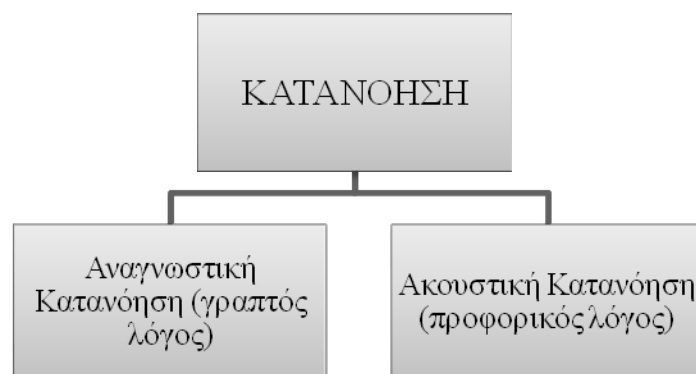 ΚΑΤΑΝΟΗΣΗ
Αναγνωστική
Κατανόηση (γραπτός
λόγος)
Ακουστική Κατανόηση
(προφορικός λόγος)